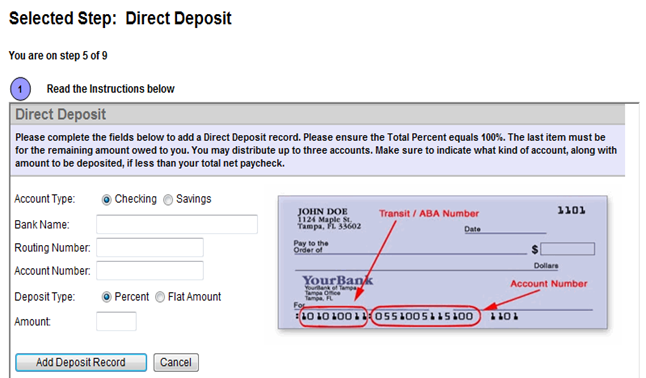 Selected Step: Direct Deposit
You are on step 5 of 9
1 Read the Instructions below
Direct Deposit
Please complete the fields below to add a Direct Deposit record. Please ensure the Total Percent equals 100%. The last item must be
for the remaining amount owed to you. You may distribute up to three accounts. Make sure to indicate what kind of account, along with
amount to be deposited, if less than your total net paycheck.
Account Type: Checking Savings
Bank Name:
Routing Number:
Account Number:
Deposit Type: Percent Flat Amount
Amount:
Add Deposit Record Cancel
JOHN DOE
1124 Maple St.
Tampa, FL 33602
Transit / ABA Number
1101
Date
Pay to the
Order of
$
Dollars
YourBank
YourBank of Tampa
Tampa Office
Tampa, FL
Account Number
For
⑆101010011⑆0551005115100 1101